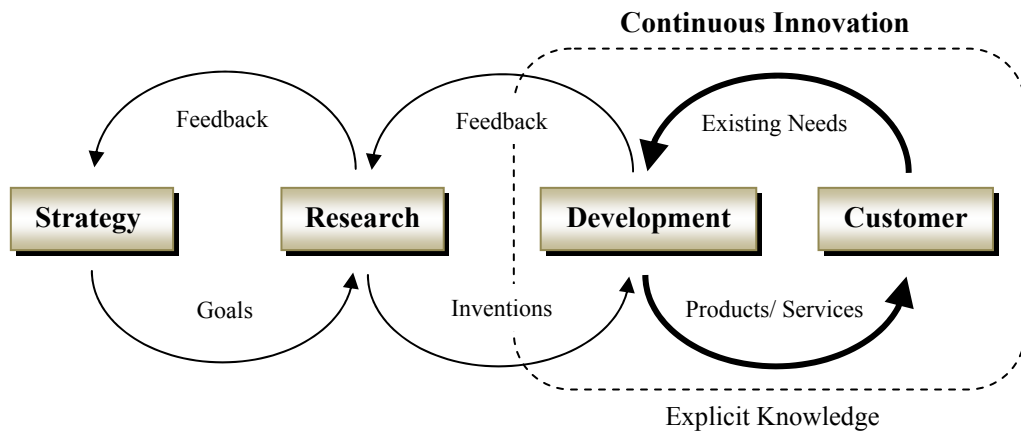 Continuous Innovation
Feedback
Feedback
Existing Needs
Strategy
Research
Development
Customer
Goals
Inventions
Products/ Services
Explicit Knowledge